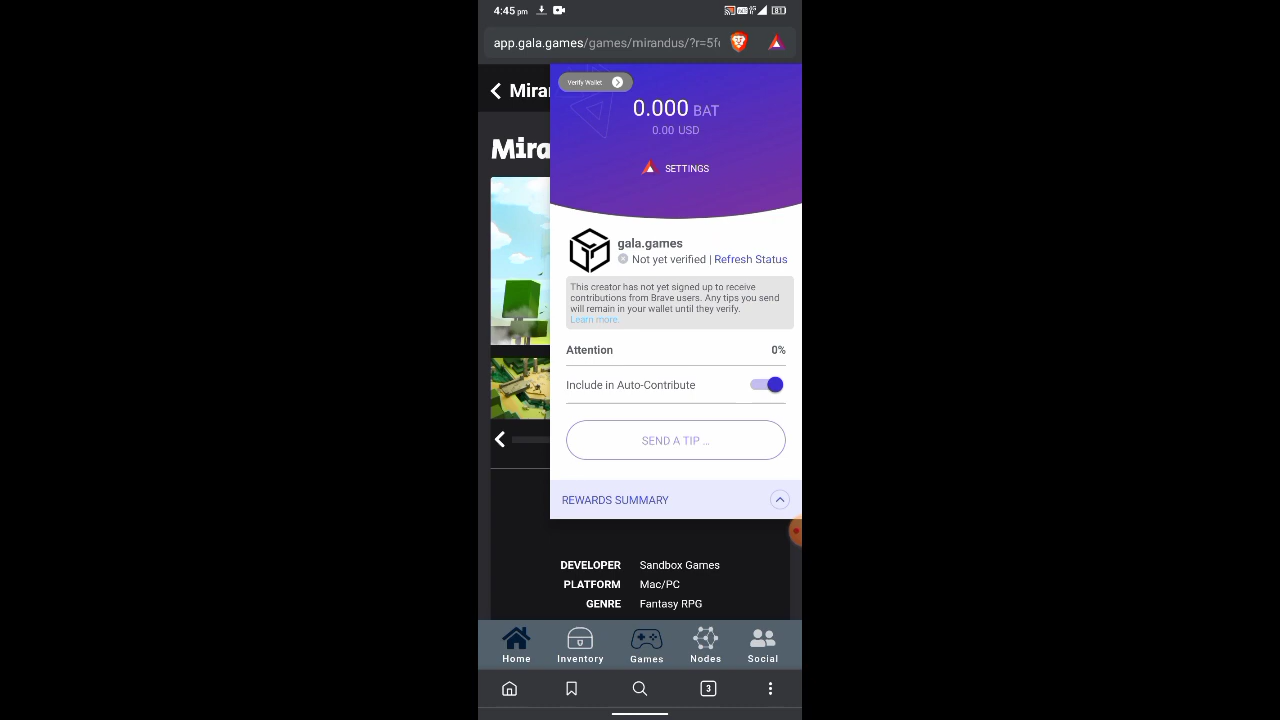 4:45 pm
81
app.gala.games/games/mirandus/?r=5f
Mira
Verify Wallet
0.000 BAT
0.00 USD
Mira
SETTINGS
gala.games
Not yet verified | Refresh Status
This creator has not yet signed up to receive
contributions from Brave users. Any tips you send
will remain in your wallet until they verify.
Learn more.
Attention 0%
Include in Auto-Contribute
SEND A TIP ...
REWARDS SUMMARY
DEVELOPER Sandbox Games
PLATFORM Mac/PC
GENRE Fantasy RPG
Home Inventory Games Nodes Social
3